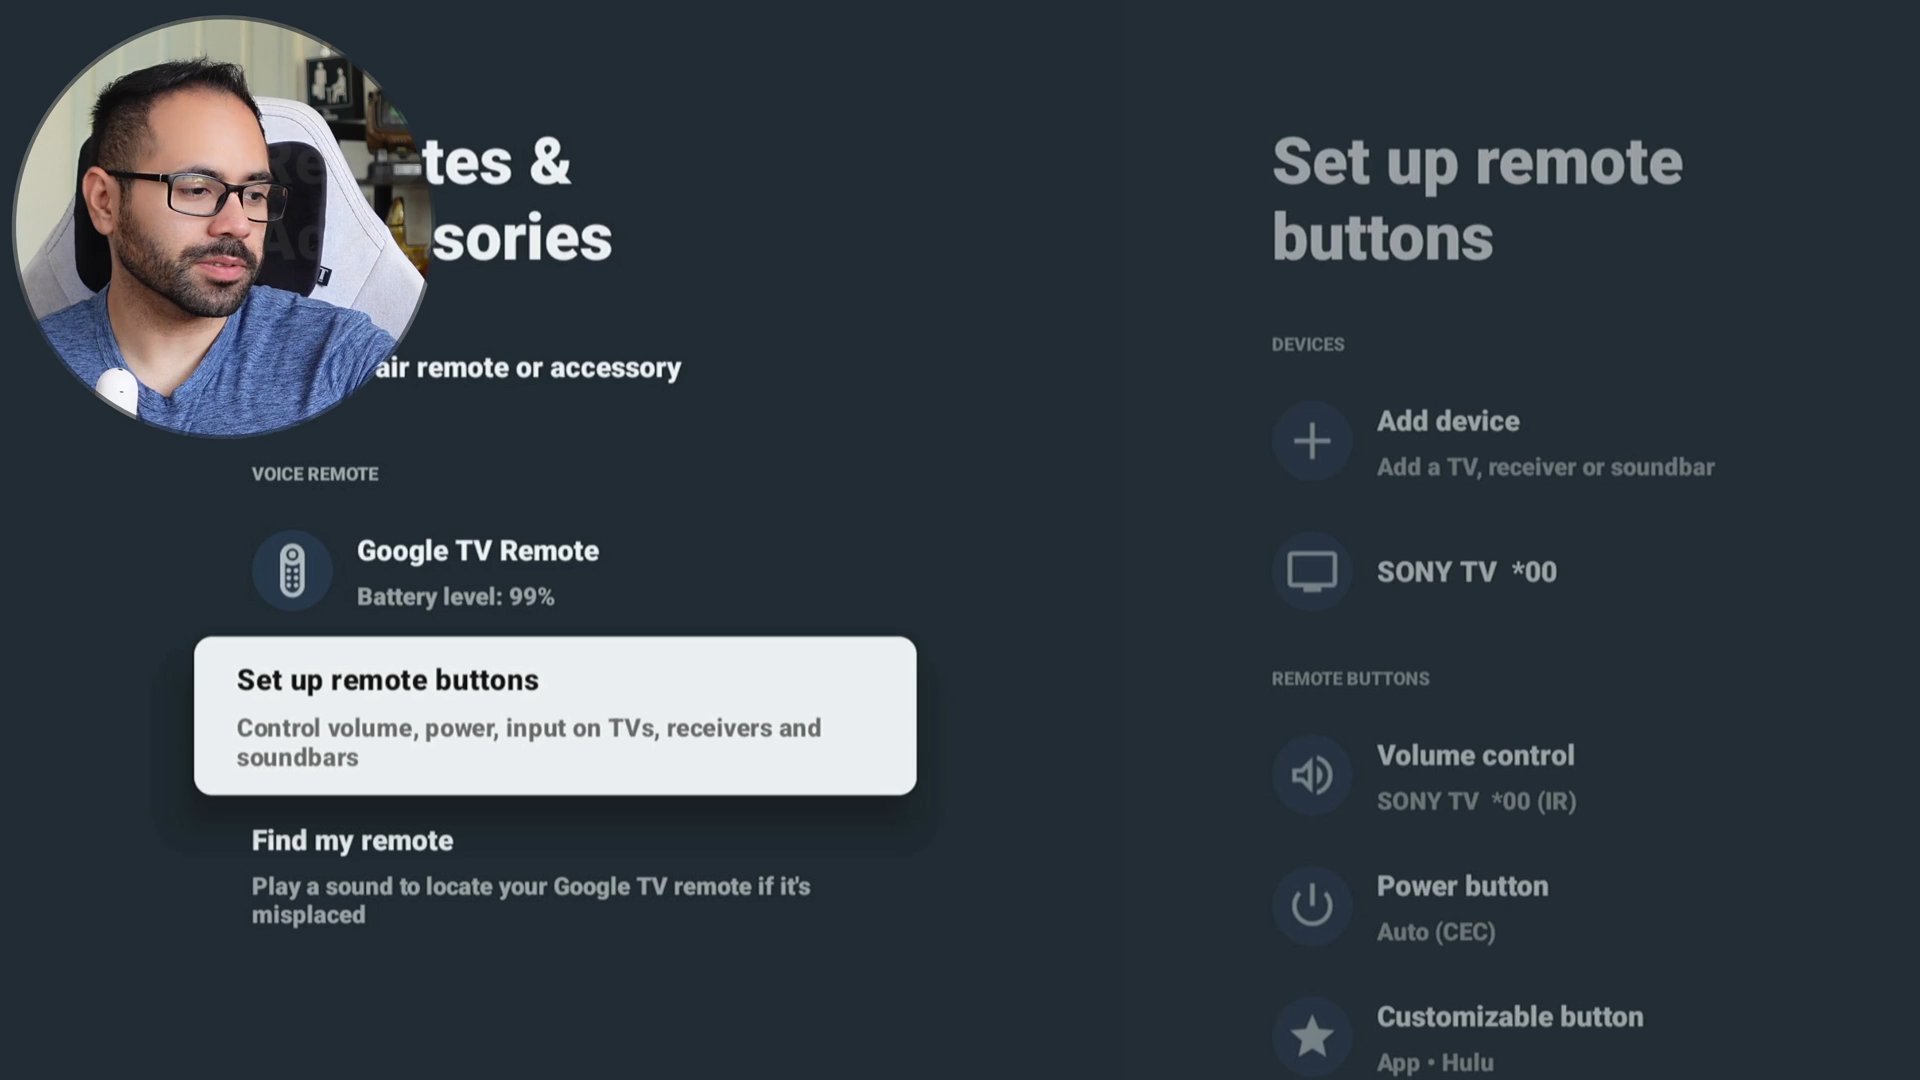 tes &
sories
air remote or accessory
VOICE REMOTE
Google TV Remote
Battery level: 99%
Set up remote buttons
Control volume, power, input on TVs, receivers and
soundbars
Find my remote
Play a sound to locate your Google TV remote if it's
misplaced
Set up remote
buttons
DEVICES
Add device
Add a TV, receiver or soundbar
SONY TV *00
REMOTE BUTTONS
Volume control
SONY TV *00 (IR)
Power button
Auto (CEC)
Customizable button
App • Hulu